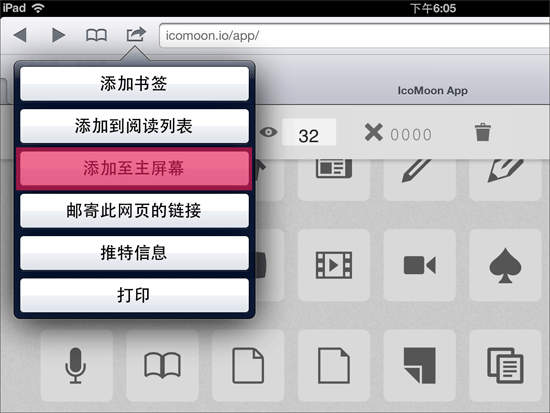 iPad
下午6:05
icomoon.io/app/
IcoMoon App
添加书签
添加到阅读列表
32
0000
添加至主屏幕
邮寄此网页的链接
推特信息
打印